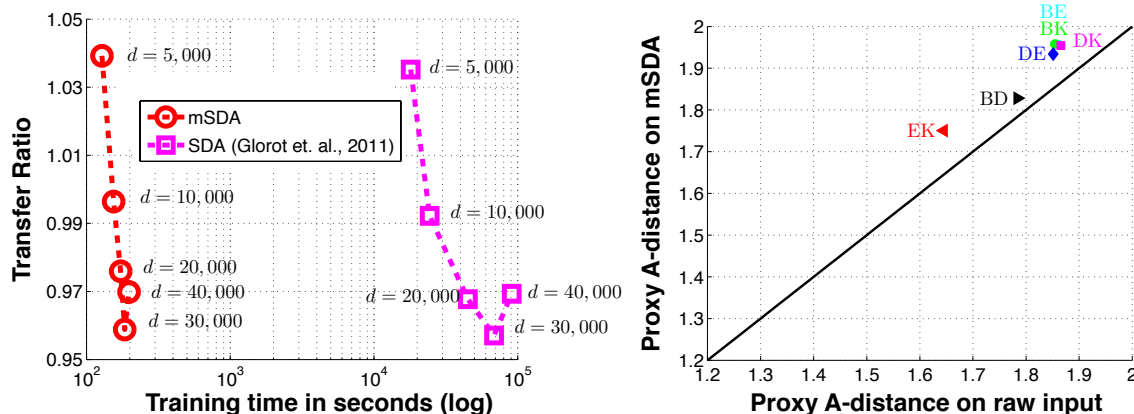 1.05
1.03
1.01
0.99
0.97
0.95
Transfer Ratio
d = 5,000
d = 10,000
d = 20,000
d = 40,000
d = 30,000
mSDA
SDA (Glorot et. al., 2011)
d = 5,000
d = 10,000
d = 20,000
d = 40,000
d = 30,000
10^2
10^3
10^4
10^5
Training time in seconds (log)
2
1.9
1.8
1.7
1.6
1.5
1.4
1.3
1.2
Proxy A-distance on mSDA
BE
BK
DK
DE
BD
EK
1.2
1.3
1.4
1.5
1.6
1.7
1.8
1.9
2
Proxy A-distance on raw input